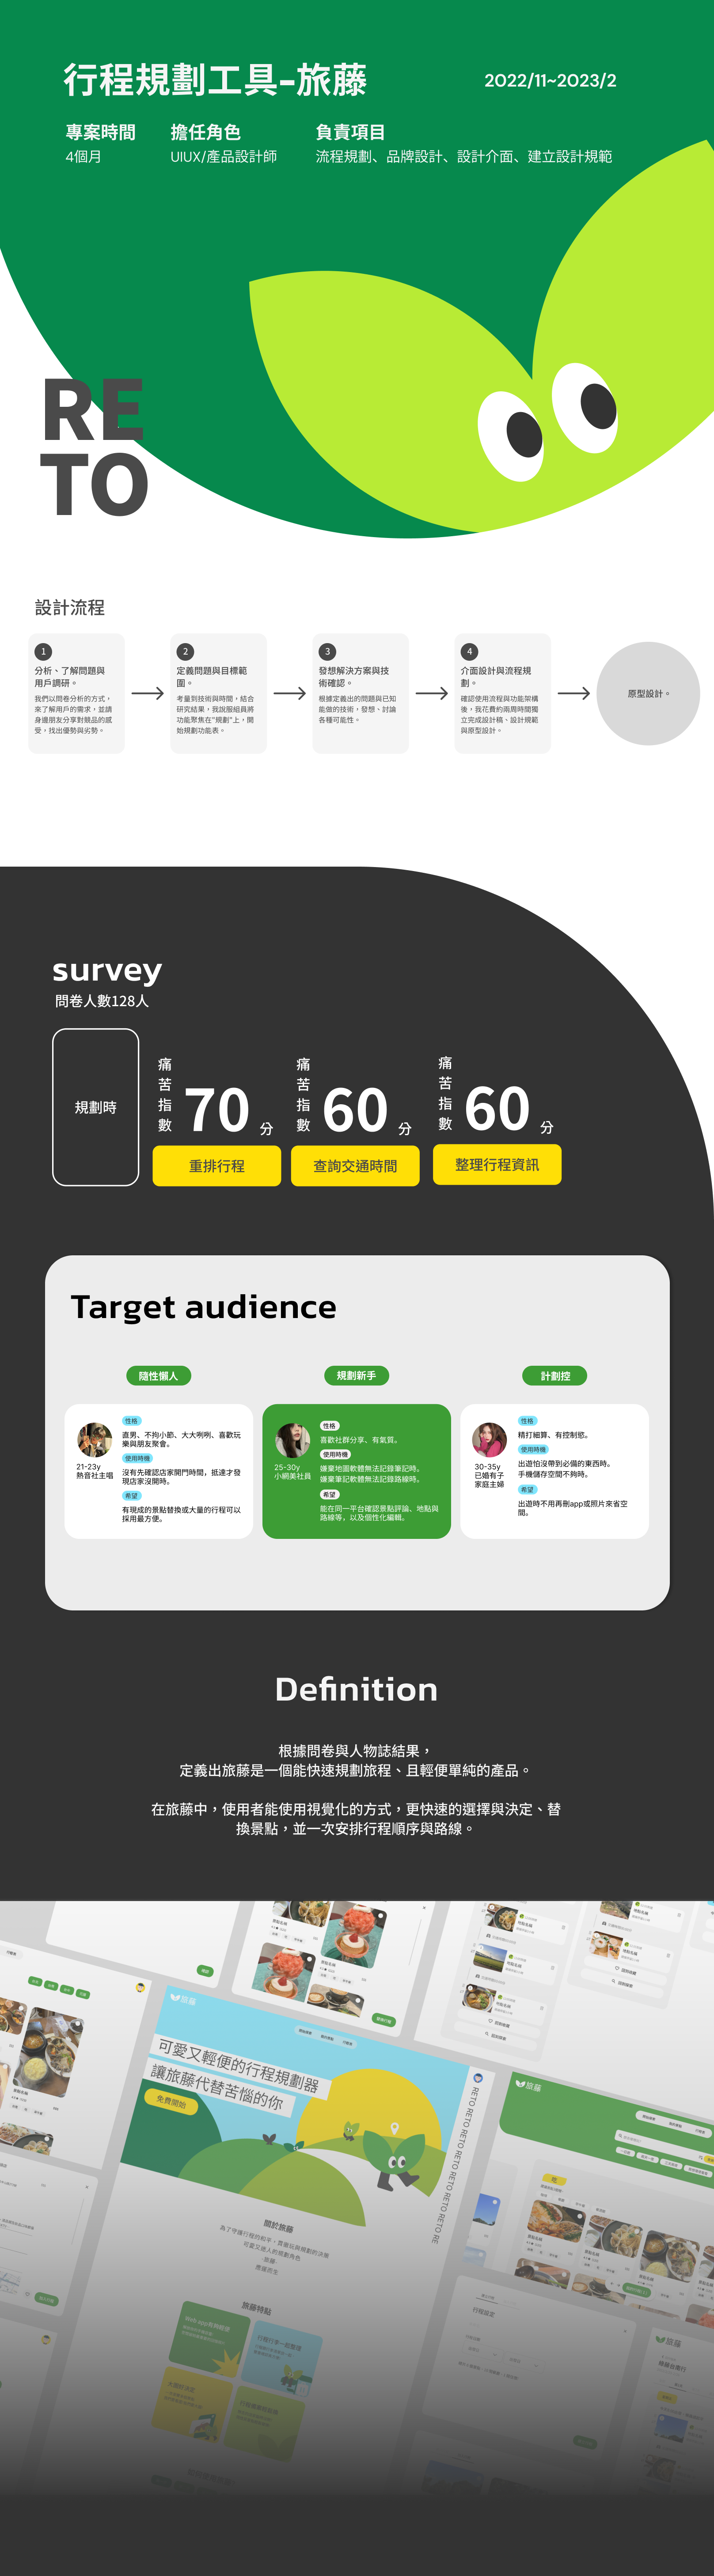 行程規劃工具-旅藤
2022/11~2023/2
專案時間
4個月
擔任角色
UIUX/產品設計師
負責項目
流程規劃、品牌設計、設計介面、建立設計規範
RE
TO
設計流程
1
分析、了解問題與
用戶調研。
我們以問卷分析的方式，
來了解用戶的需求，並請
身邊朋友分享對競品的感
受，找出優勢與劣勢。
2
定義問題與目標範
圍。
考量到技術與時間，結合
研究結果，我說服組員將
功能聚焦在"規劃"上，開
始規劃功能表。
3
發想解決方案與技
術確認。
根據定義出的問題與已知
能做的技術，發想、討論
各種可能性。
4
介面設計與流程規
劃。
確認使用流程與功能架構
後，我花費約兩周時間獨
立完成設計稿、設計規範
與原型設計。
原型設計。
survey
問卷人數128人
規劃時
痛苦指數
70
分
重排行程
痛苦指數
60
分
查詢交通時間
痛苦指數
60
分
整理行程資訊
Target audience
隨性懶人
21-23y
熱音社主唱
性格
直男、不拘小節、大大咧咧、喜歡玩
樂與朋友聚會。
使用時機
沒有先確認店家開門時間，抵達才發
現店家沒開時。
希望
有現成的景點替換或大量的行程可以
採用最方便。
規劃新手
25-30y
小網美社員
性格
喜歡社群分享、有氣質。
使用時機
嫌棄地圖軟體無法記錄筆記時。
嫌棄筆記軟體無法記錄路線時。
希望
能在同一平台確認景點評論、地點與
路線等，以及個性化編輯。
計劃控
30-35y
已婚有子
家庭主婦
性格
精打細算、有控制慾。
使用時機
出遊怕沒帶到必備的東西時。
手機儲存空間不夠時。
希望
出遊時不用再刪app或照片來省空
間。
Definition
根據問卷與人物誌結果，
定義出旅藤是一個能快速規劃旅程、且輕便單純的產品。
在旅藤中，使用者能使用視覺化的方式，更快速的選擇與決定、替
換景點，並一次安排行程順序與路線。
旅藤
可愛又輕便的行程規劃器
讓旅藤代替苦惱的你
免費開始
RETO RETO RETO RETO RETO RETO RETO RE
關於旅藤
旅藤特點
旅藤
行程設定
旅藤